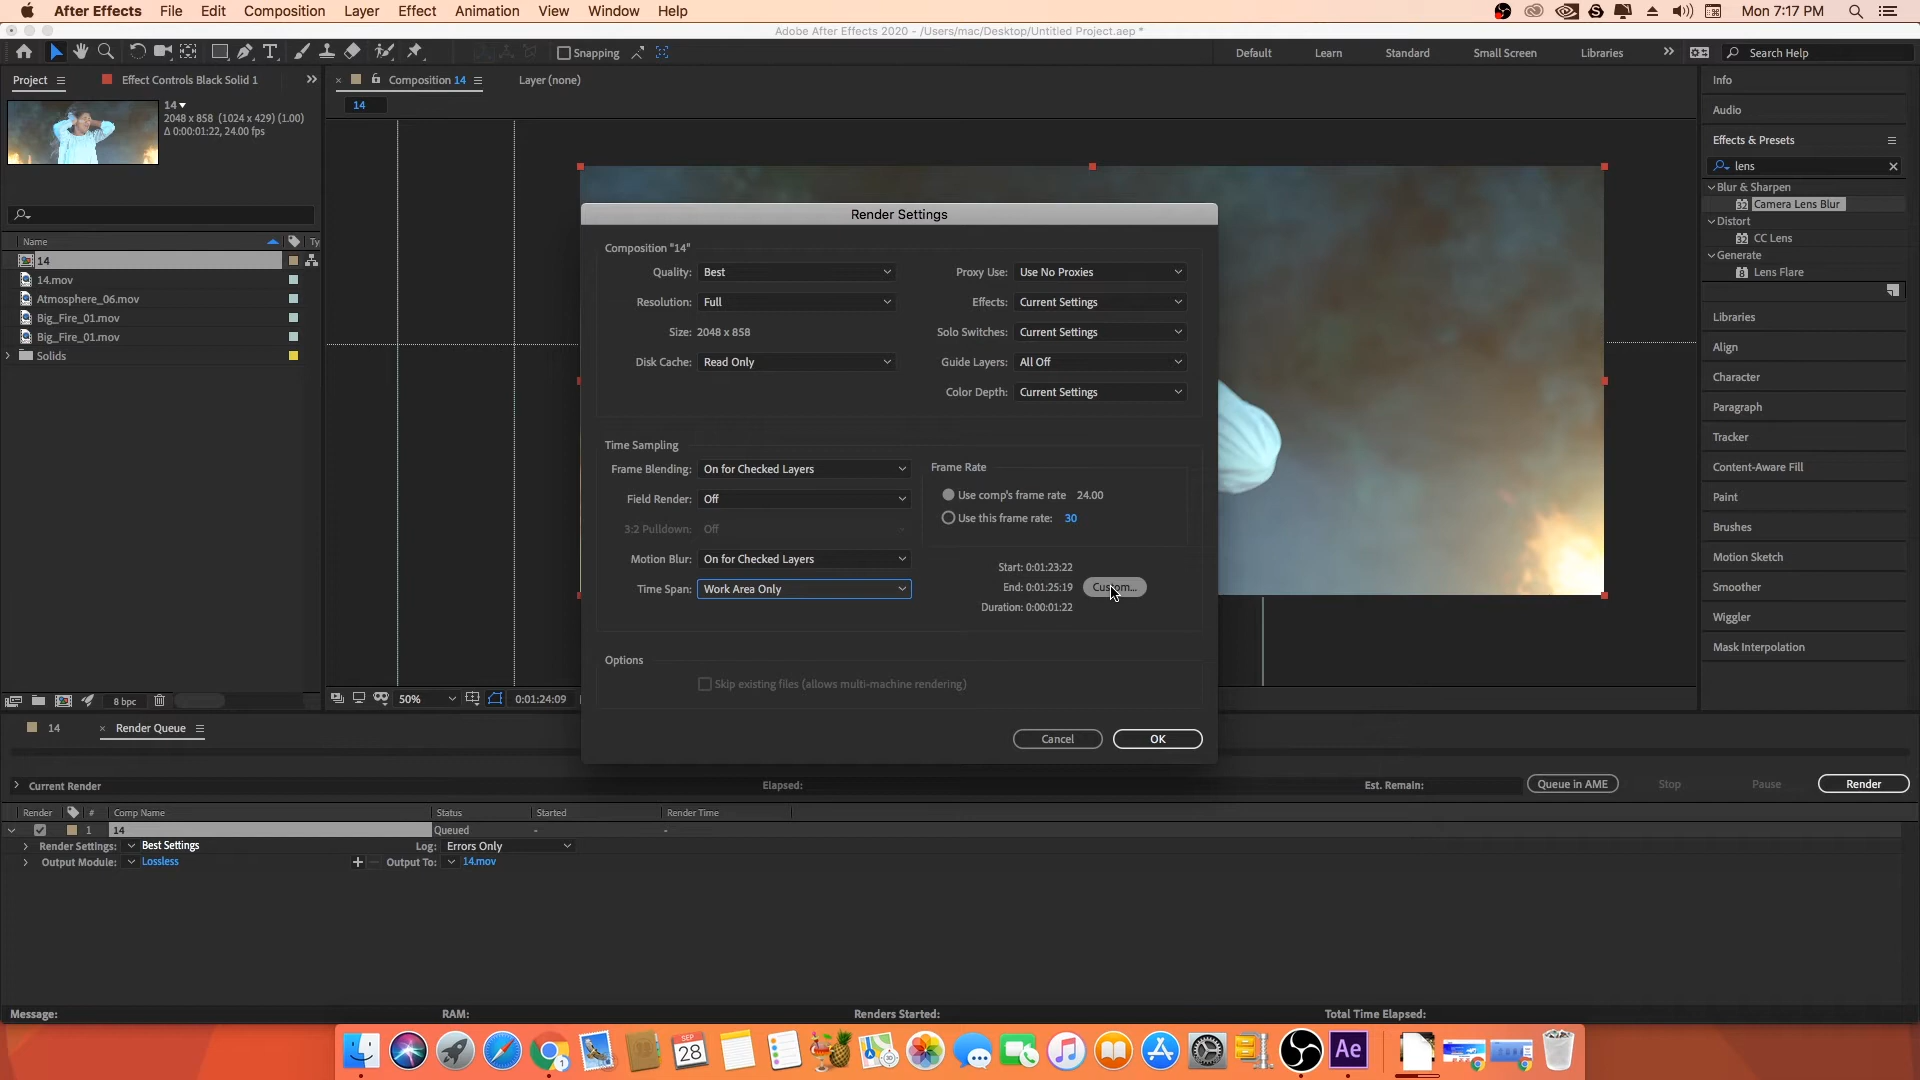 After Effects File Edit Composition Layer Effect Animation View Window Help Mon 7:17 PM
Adobe After Effects 2020 - /Users/mac/Desktop/Untitled Project.aep *
Snapping Default Learn Standard Small Screen Libraries Search Help
Project Effect Controls Black Solid 1 Composition 14 Layer (none) Info
14
2048 x 858 (1024 x 429) (1.00)
Δ 0:00:01:22, 24.00 fps
14
Audio
Effects & Presets
lens
Blur & Sharpen
Camera Lens Blur
Distort
CC Lens
Generate
Lens Flare
Libraries
Align
Character
Paragraph
Tracker
Content-Aware Fill
Paint
Brushes
Motion Sketch
Smoother
Wiggler
Mask Interpolation
Name Ty
14
14.mov
Atmosphere_06.mov
Big_Fire_01.mov
Big_Fire_01.mov
Solids
8 bpc
50% 0:01:24:09
Render Settings
Composition "14"
Quality: Best Proxy Use: Use No Proxies
Resolution: Full Effects: Current Settings
Size: 2048 x 858 Solo Switches: Current Settings
Disk Cache: Read Only Guide Layers: All Off
Color Depth: Current Settings
Time Sampling
Frame Blending: On for Checked Layers Frame Rate
Field Render: Off Use comp's frame rate 24.00
3:2 Pulldown: Off Use this frame rate: 30
Motion Blur: On for Checked Layers Start: 0:01:23:22
Time Span: Work Area Only End: 0:01:25:19 Custom...
Duration: 0:00:01:22
Options
Skip existing files (allows multi-machine rendering)
Cancel OK
14 Render Queue
Current Render Elapsed: Est. Remain: Queue in AME Stop Pause Render
Render # Comp Name Status Started Render Time
1 14 Queued - -
Render Settings: Best Settings Log: Errors Only
Output Module: Lossless Output To: 14.mov
Message: RAM: Renders Started: Total Time Elapsed:
SEP
28
Ae